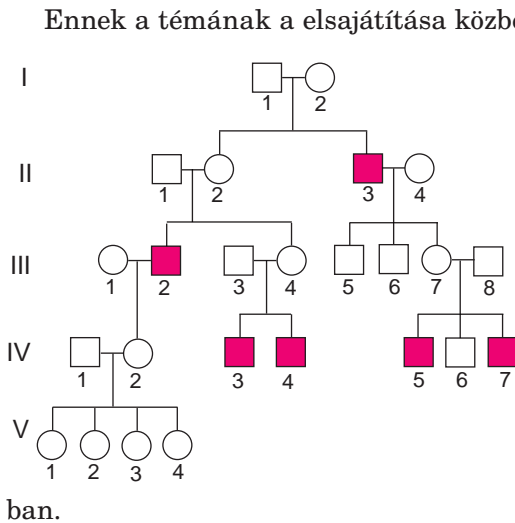 Ennek a témának a elsajátítása közbe
I
1 2
II
1 2 3 4
III
1 2 3 4 5 6 7 8
IV
1 2 3 4 5 6 7
V
1 2 3 4
ban.